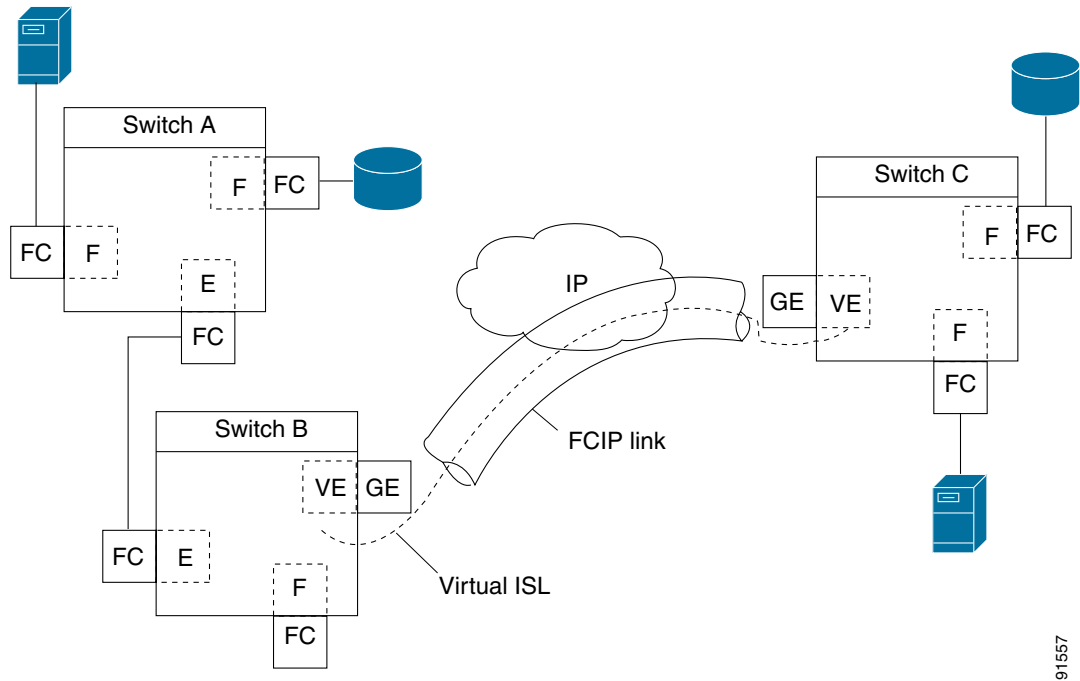 Switch A
F
FC
FC
F
E
FC
Switch B
VE
GE
FC
E
F
FC
IP
FCIP link
Virtual ISL
Switch C
F
FC
GE
VE
F
FC
91557